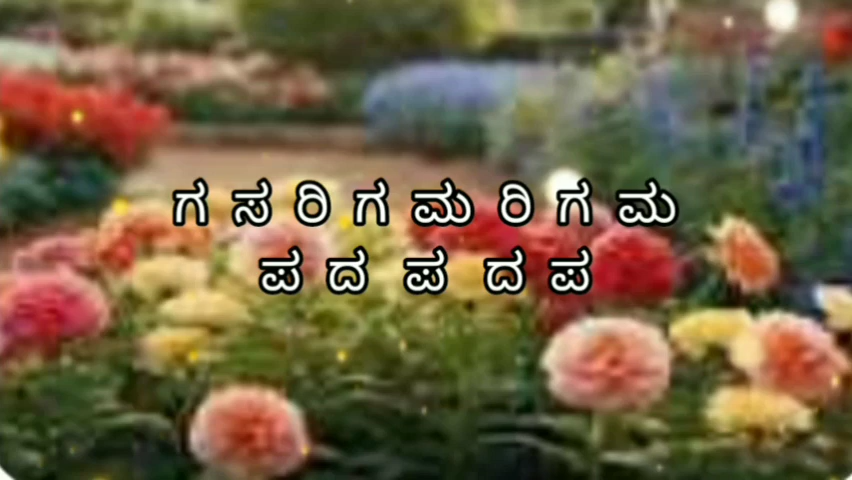 ಗ ಸ ರಿ ಗ ಮ ರಿ ಗ ಮ
ಪ ದ ಪ ದ ಪ